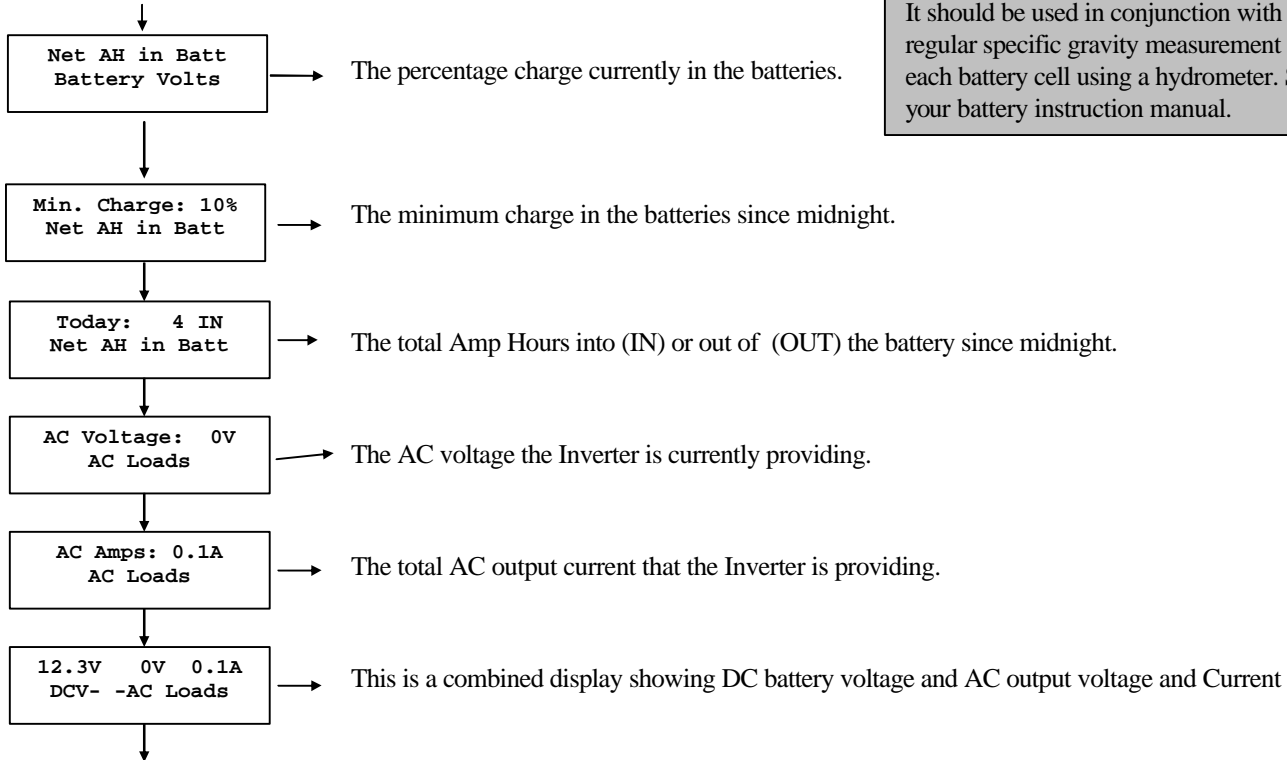 It should be used in conjunction with
regular specific gravity measurement
each battery cell using a hydrometer.
your battery instruction manual.
Net AH in Batt
Battery Volts
The percentage charge currently in the batteries.
Min. Charge: 10%
Net AH in Batt
The minimum charge in the batteries since midnight.
Today: 4 IN
Net AH in Batt
The total Amp Hours into (IN) or out of (OUT) the battery since midnight.
AC Voltage: 0V
AC Loads
The AC voltage the Inverter is currently providing.
AC Amps: 0.1A
AC Loads
The total AC output current that the Inverter is providing.
12.3V 0V 0.1A
DCV- -AC Loads
This is a combined display showing DC battery voltage and AC output voltage and Current